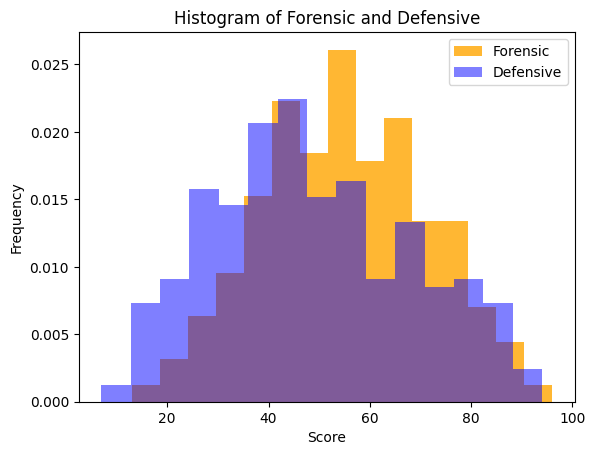 Histogram of Forensic and Defensive
Forensic
Defensive
Frequency
0.025
0.020
0.015
0.010
0.005
0.000
20
40
60
80
100
Score